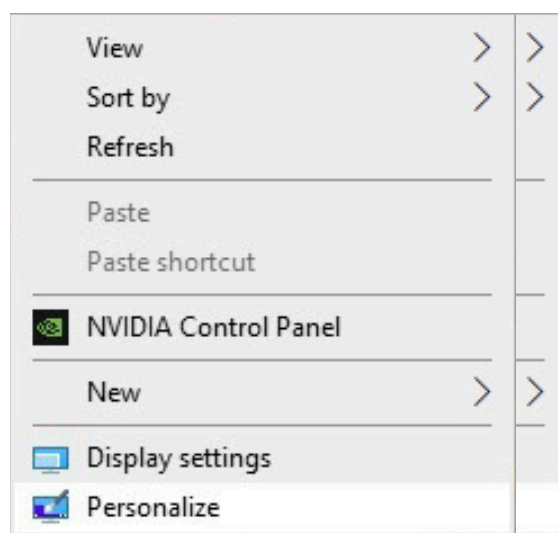 View
Sort by
Refresh
Paste
Paste shortcut
NVIDIA Control Panel
New
Display settings
Personalize